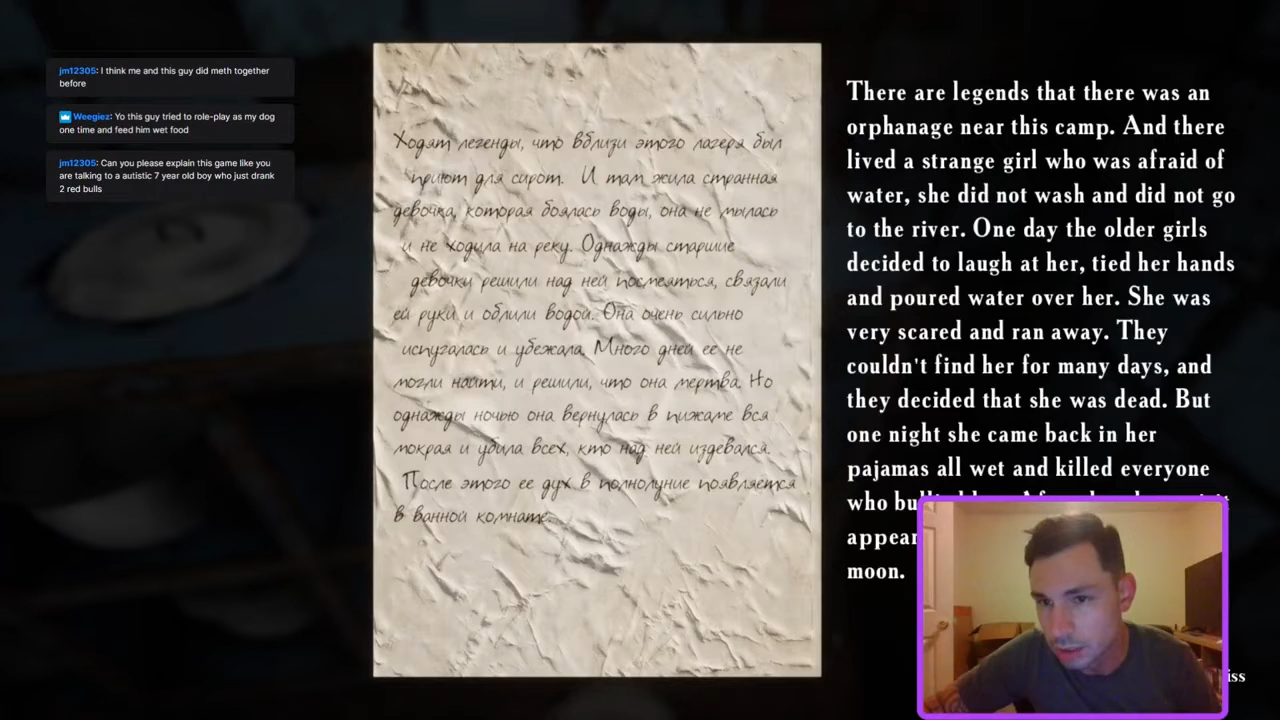 jm12305: I think me and this guy did meth together
before
Weegiez: Yo this guy tried to role-play as my dog
one time and feed him wet food
jm12305: Can you please explain this game like you
are talking to a autistic 7 year old boy who just drank
2 red bulls
Ходят легенды, что вблизи этого лагеря был
приют для сирот. И там жила странная
девочка, которая боялась воды, она не мылась
и не ходила на реку. Однажды старшие
девочки решили над ней посмеяться, связали
ей руки и облили водой. Она очень сильно
испугалась и убежала. Много дней ее не
могли найти, и решили, что она мертва. Но
однажды ночью она вернулась в пижаме вся
мокрая и убила всех, кто над ней издевался.
После этого ее дух в полнолуние появляется
в ванной комнате.
There are legends that there was an
orphanage near this camp. And there
lived a strange girl who was afraid of
water, she did not wash and did not go
to the river. One day the older girls
decided to laugh at her, tied her hands
and poured water over her. She was
very scared and ran away. They
couldn't find her for many days, and
they decided that she was dead. But
one night she came back in her
pajamas all wet and killed everyone
who
moon.